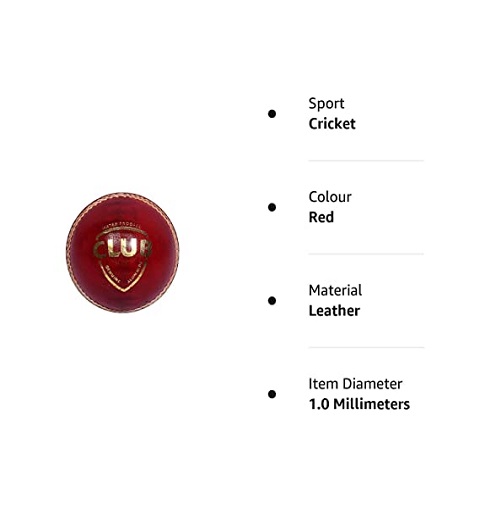 CLUB
Sport
Cricket
Colour
Red
Material
Leather
Item Diameter
1.0 Millimeters